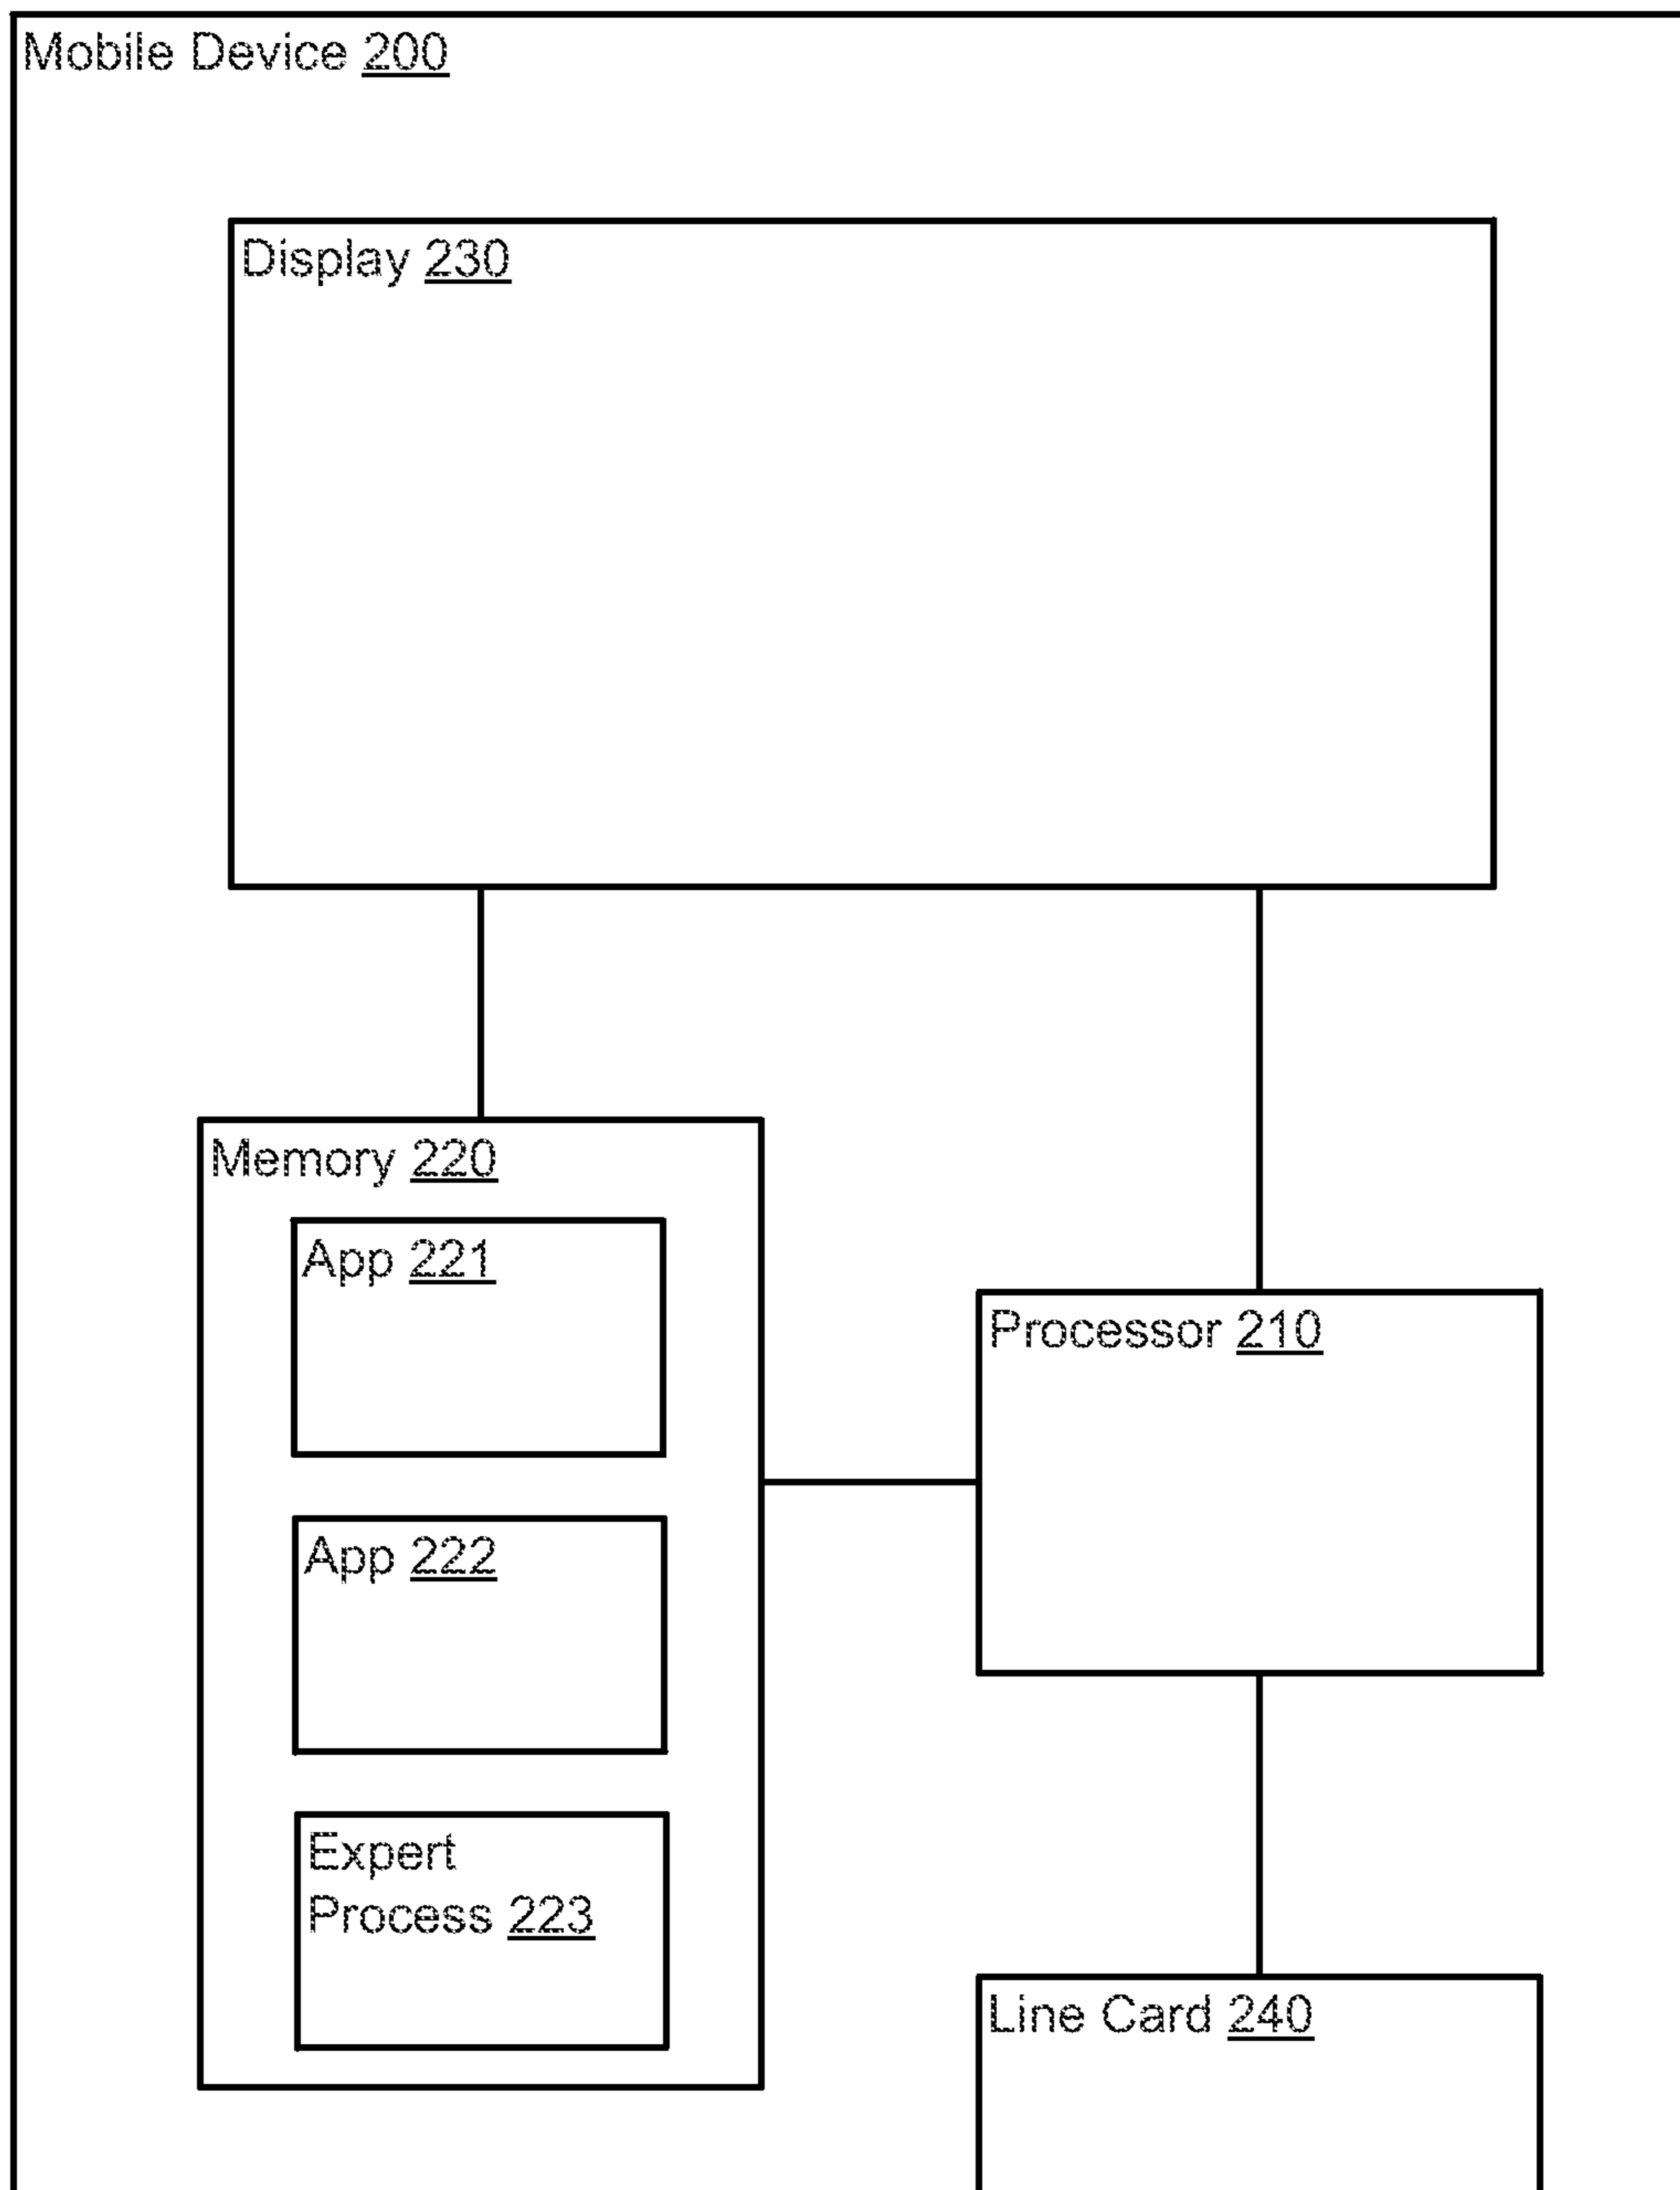 Mobile Device 200
Display 230
Memory 220
App 221
Processor 210
App 222
Expert
Process 223
Line Card 240